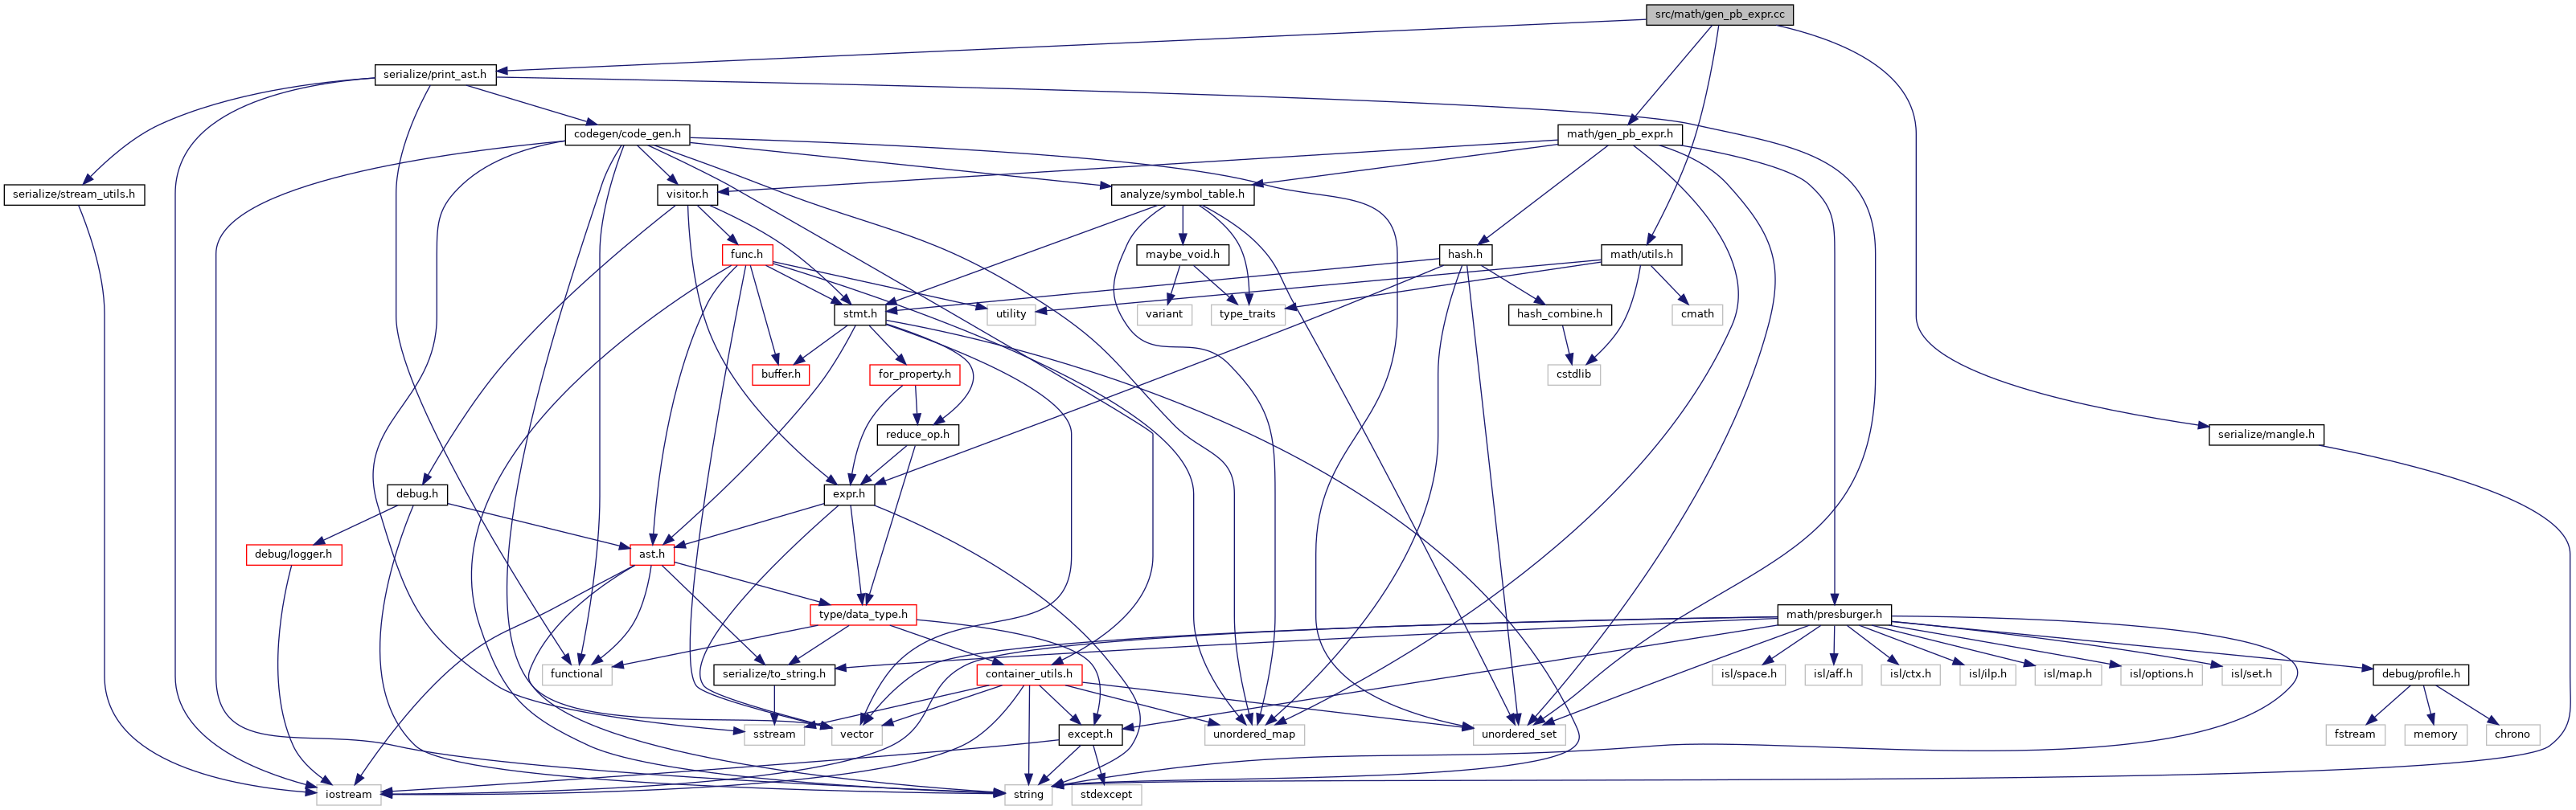 src/math/gen_pb_expr.cc
serialize/print_ast.h
codegen/code_gen.h
math/gen_pb_expr.h
serialize/stream_utils.h
visitor.h
analyze/symbol_table.h
func.h
maybe_void.h
hash.h
math/utils.h
stmt.h
utility
variant
type_traits
hash_combine.h
cmath
buffer.h
for_property.h
cstdlib
reduce_op.h
serialize/mangle.h
debug.h
expr.h
debug/logger.h
ast.h
type/data_type.h
math/presburger.h
functional
serialize/to_string.h
container_utils.h
isl/space.h
isl/aff.h
isl/ctx.h
isl/ilp.h
isl/map.h
isl/options.h
isl/set.h
debug/profile.h
sstream
vector
except.h
unordered_map
unordered_set
fstream
memory
chrono
iostream
string
stdexcept